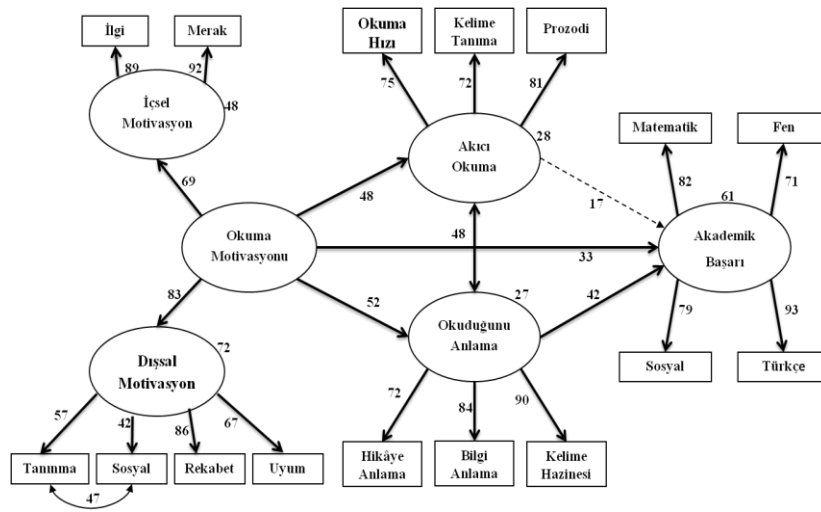 İlgi
Merak
89
92
İçsel
Motivasyon
48
69
Okuma
Hızı
Kelime
Tanıma
Prozodi
75
72
81
Akıcı
Okuma
28
48
17
Okuma
Motivasyonu
48
33
52
83
Matematik
Fen
82
71
61
Akademik
Başarı
79
93
Sosyal
Türkçe
Dışsal
Motivasyon
72
57
42
86
67
Tanınma
Sosyal
Rekabet
Uyum
47
27
Okuduğunu
Anlama
42
72
84
90
Hikâye
Anlama
Bilgi
Anlama
Kelime
Hazinesi